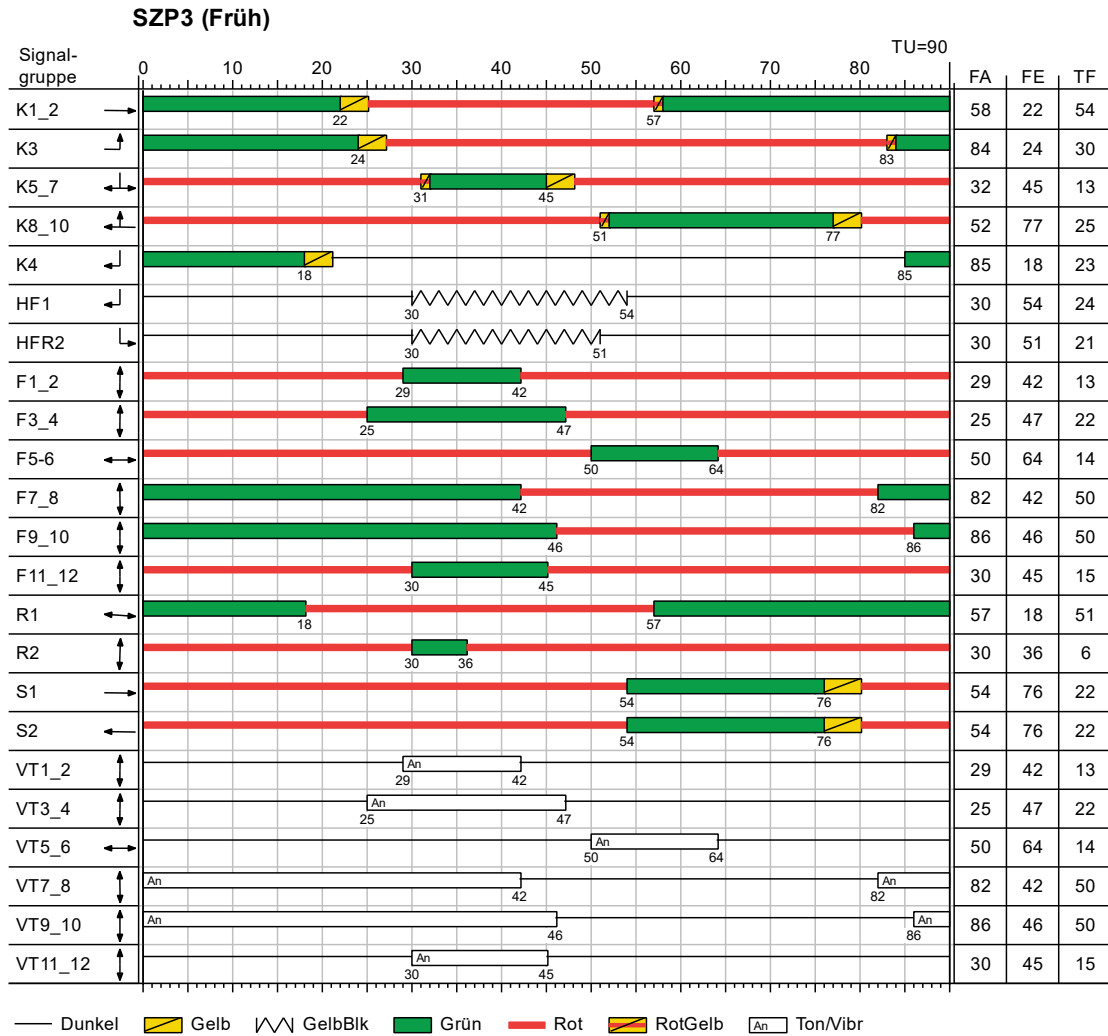 SZP3 (Früh)
TU=90
Signal-
gruppe
0 10 20 30 40 50 60 70 80
FA FE TF
K1_2 22 57 58 22 54
K3 24 83 84 24 30
K5_7 31 45 32 45 13
K8_10 51 77 52 77 25
K4 18 85 85 18 23
HF1 30 54 30 54 24
HFR2 30 51 30 51 21
F1_2 29 42 29 42 13
F3_4 25 47 25 47 22
F5-6 50 64 50 64 14
F7_8 42 82 82 42 50
F9_10 46 86 86 46 50
F11_12 30 45 30 45 15
R1 18 57 57 18 51
R2 30 36 30 36 6
S1 54 76 54 76 22
S2 54 76 54 76 22
VT1_2 An 29 42 29 42 13
VT3_4 An 25 47 25 47 22
VT5_6 An 50 64 50 64 14
VT7_8 An 42 An 82 82 42 50
VT9_10 An 46 An 86 86 46 50
VT11_12 An 30 45 30 45 15
Dunkel Gelb GelbBlk Grün Rot RotGelb An Ton/Vibr